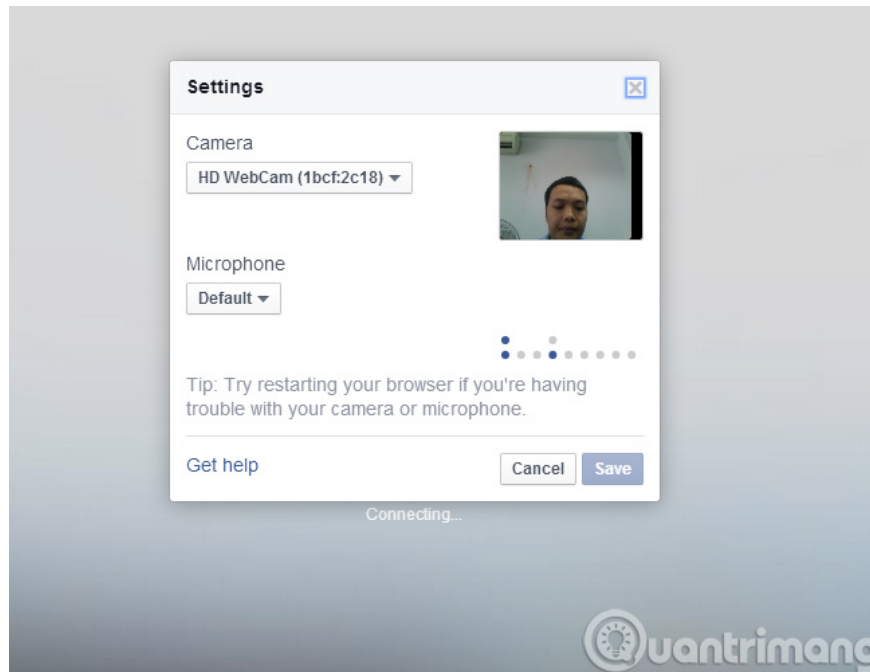 Settings
Camera
HD WebCam (1bcf:2c18)
Microphone
Default
Tip: Try restarting your browser if you're having
trouble with your camera or microphone.
Get help
Cancel
Save
Connecting...
Quantrimang